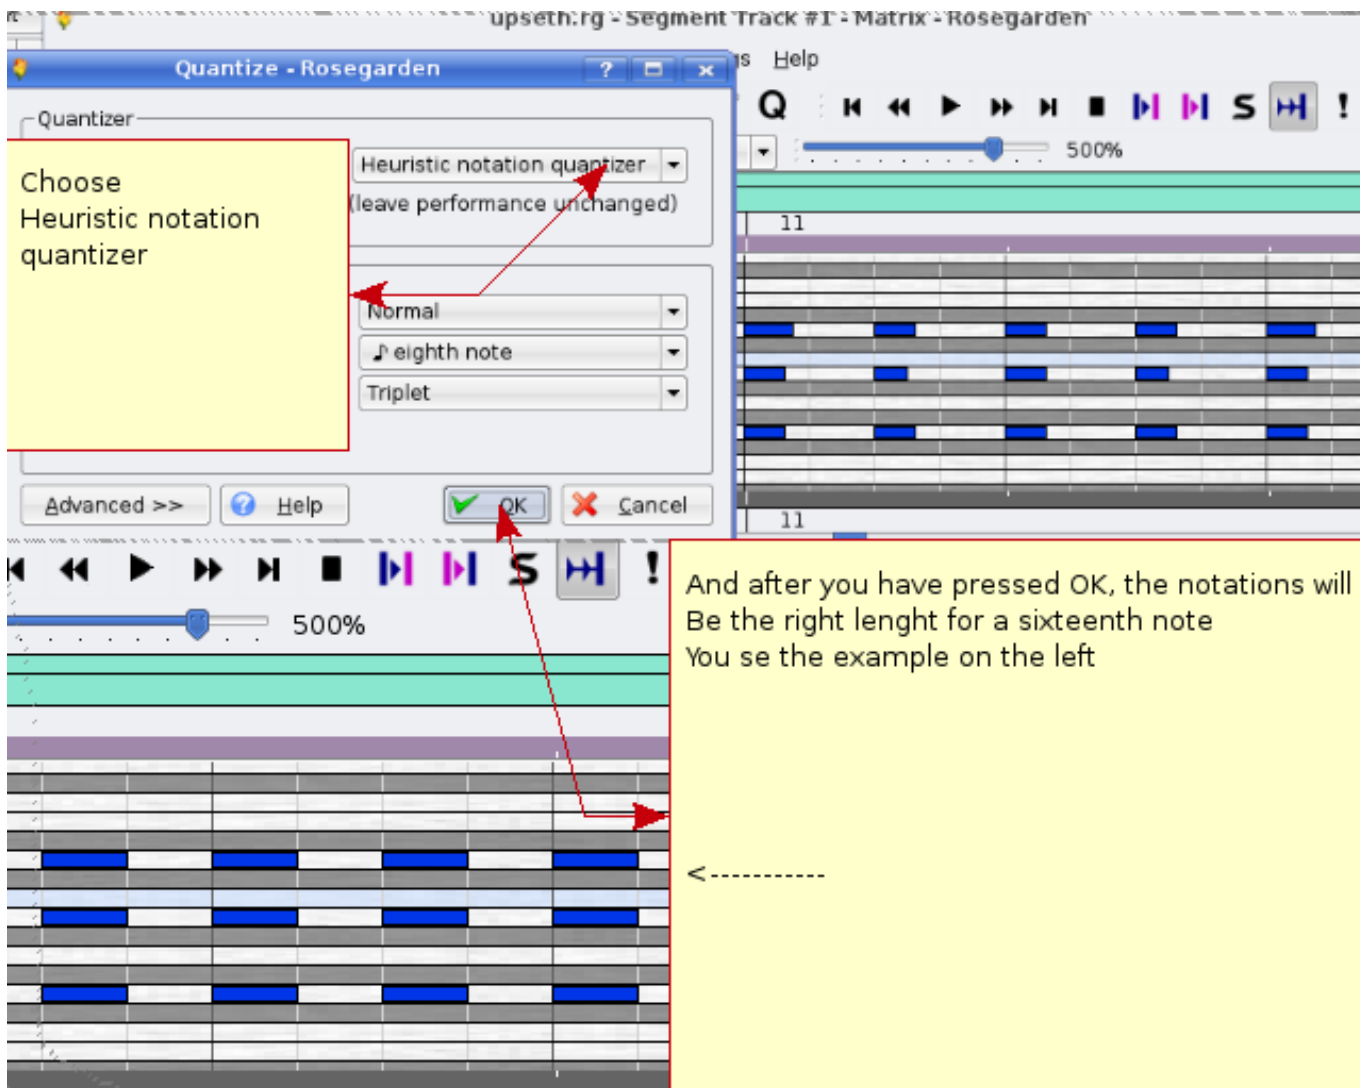 upseth.rg - Segment Track #1 - Matrix - Rosegarden
Quantize - Rosegarden
Help
Q
S
!
Quantizer
500%
Heuristic notation quantizer
(leave performance unchanged)
Choose
Heuristic notation
quantizer
11
Normal
eighth note
Triplet
Advanced >>
Help
OK
Cancel
11
S
!
500%
And after you have pressed OK, the notations will
Be the right lenght for a sixteenth note
You se the example on the left
<-----------